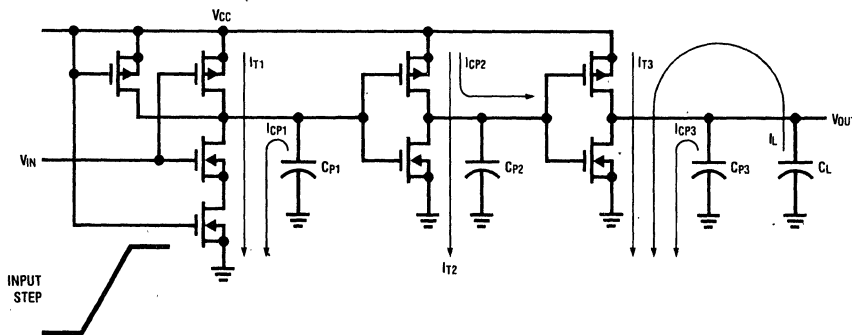 VCC
IT1
ICP2
IT3
ICP1
ICP3
IL
VOUT
VIN
CP1
CP2
CP3
CL
IT2
INPUT
STEP